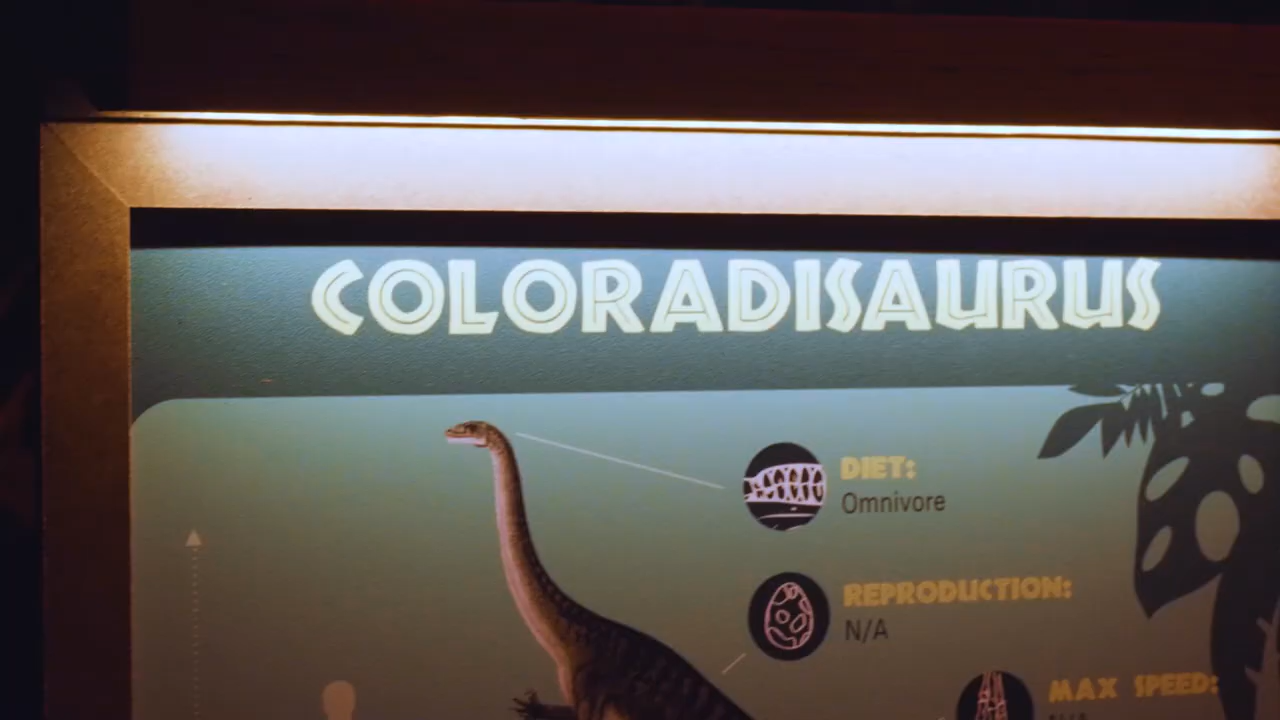 COLORADISAURUS
DIET:
Omnivore
REPRODUCTION:
N/A
MAX SPEED: